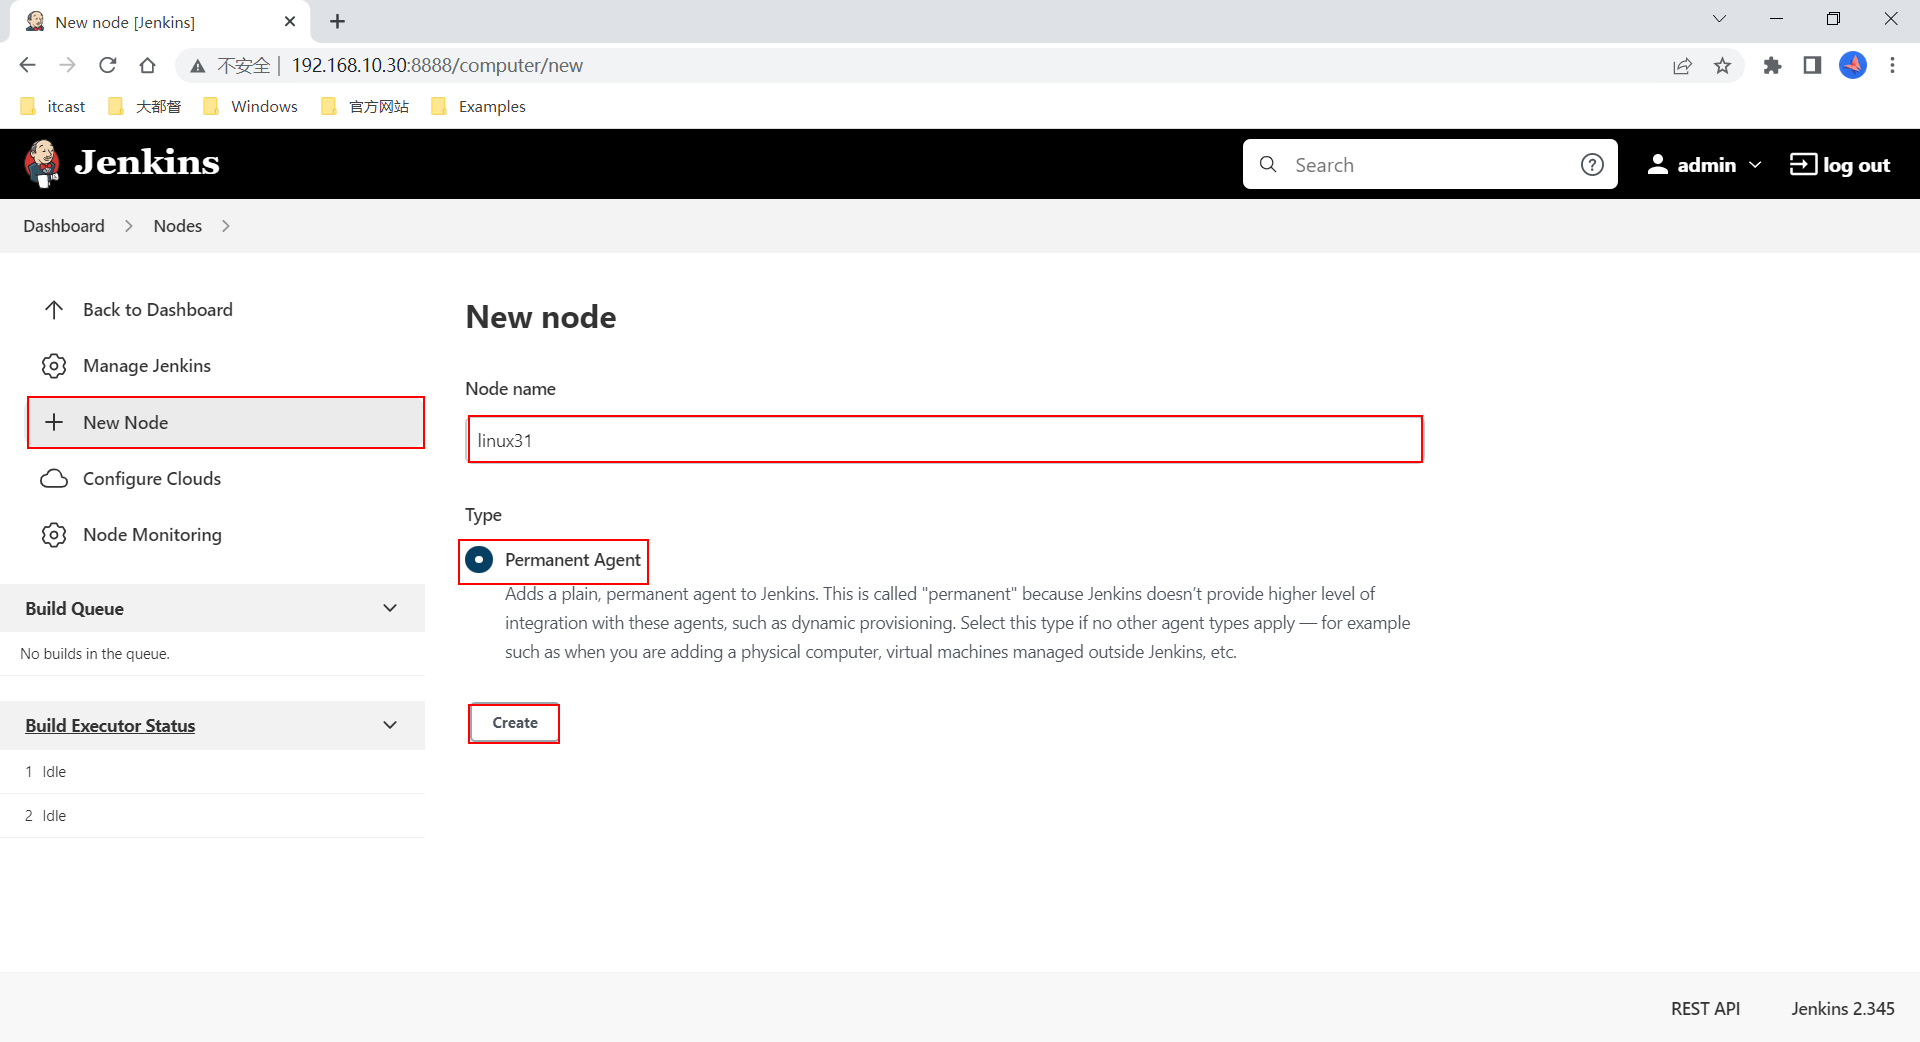 New node [Jenkins]
不安全 | 192.168.10.30:8888/computer/new
itcast 大都督 Windows 官方网站 Examples
Jenkins Search admin log out
Dashboard Nodes
Back to Dashboard
Manage Jenkins
New Node
Configure Clouds
Node Monitoring
Build Queue
No builds in the queue.
Build Executor Status
1 Idle
2 Idle
New node
Node name
linux31
Type
Permanent Agent
Adds a plain, permanent agent to Jenkins. This is called "permanent" because Jenkins doesn’t provide higher level of
integration with these agents, such as dynamic provisioning. Select this type if no other agent types apply — for example
such as when you are adding a physical computer, virtual machines managed outside Jenkins, etc.
Create
REST API Jenkins 2.345